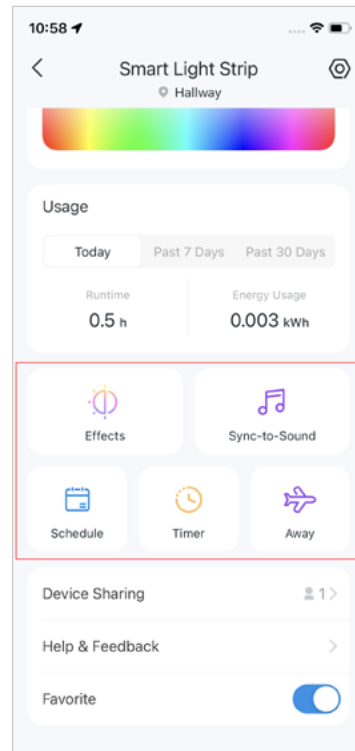 10:58
Smart Light Strip
Hallway
Usage
Today Past 7 Days Past 30 Days
Runtime Energy Usage
0.5 h 0.003 kWh
Effects Sync-to-Sound
Schedule Timer Away
Device Sharing 1
Help & Feedback
Favorite